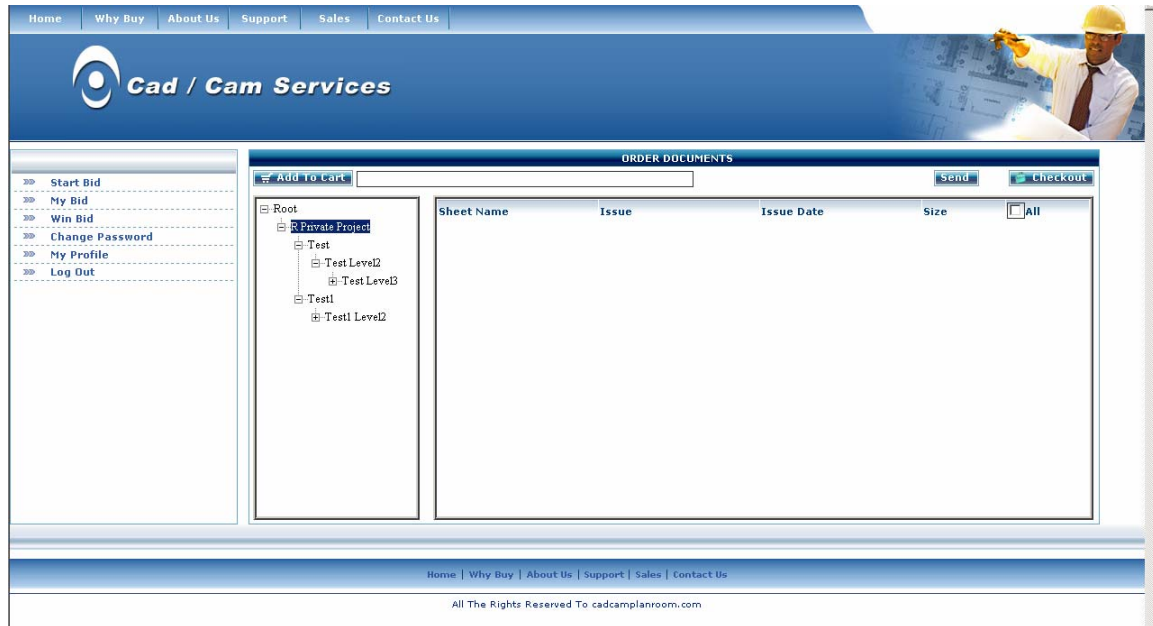 Home Why Buy About Us Support Sales Contact Us
Cad / Cam Services
Start Bid
My Bid
Win Bid
Change Password
My Profile
Log Out
ORDER DOCUMENTS
Add To Cart Send Checkout
Root
R Private Project
Test
Test Level2
Test Level3
Test1
Test1 Level2
Sheet Name Issue Issue Date Size All
Home | Why Buy | About Us | Support | Sales | Contact Us
All The Rights Reserved To cadcamplanroom.com